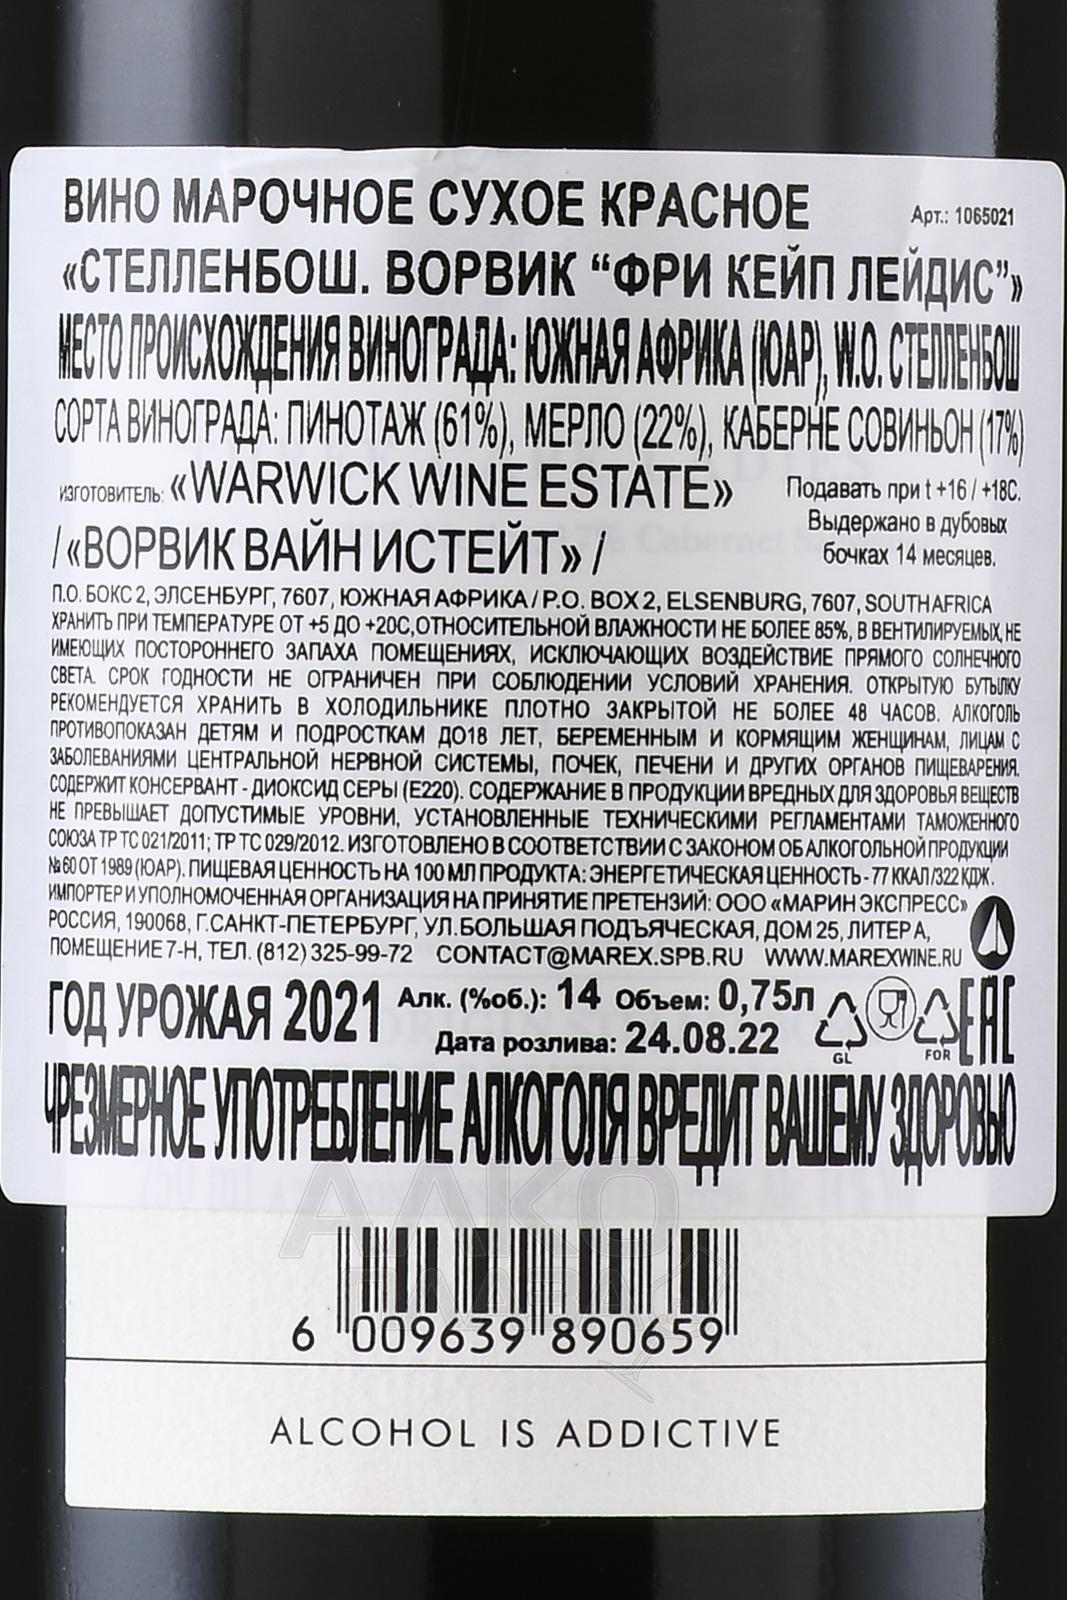 ВИНО МАРОЧНОЕ СУХОЕ КРАСНОЕ
Арт.: 1065021
«СТЕЛЛЕНБОШ. ВОРВИК “ФРИ КЕЙП ЛЕЙДИС”»
МЕСТО ПРОИСХОЖДЕНИЯ ВИНОГРАДА: ЮЖНАЯ АФРИКА (ЮАР), W.O. СТЕЛЛЕНБОШ
СОРТА ВИНОГРАДА: ПИНОТАЖ (61%), МЕРЛО (22%), КАБЕРНЕ СОВИНЬОН (17%)
ИЗГОТОВИТЕЛЬ: «WARWICK WINE ESTATE»
/ «ВОРВИК ВАЙН ИСТЕЙТ» /
Подавать при t +16 / +18С.
Выдержано в дубовых
бочках 14 месяцев.
П.О. БОКС 2, ЭЛСЕНБУРГ, 7607, ЮЖНАЯ АФРИКА / P.O. BOX 2, ELSENBURG, 7607, SOUTH AFRICA
ХРАНИТЬ ПРИ ТЕМПЕРАТУРЕ ОТ +5 ДО +20С,ОТНОСИТЕЛЬНОЙ ВЛАЖНОСТИ НЕ БОЛЕЕ 85%, В ВЕНТИЛИРУЕМЫХ, НЕ
ИМЕЮЩИХ ПОСТОРОННЕГО ЗАПАХА ПОМЕЩЕНИЯХ, ИСКЛЮЧАЮЩИХ ВОЗДЕЙСТВИЕ ПРЯМОГО СОЛНЕЧНОГО
СВЕТА. СРОК ГОДНОСТИ НЕ ОГРАНИЧЕН ПРИ СОБЛЮДЕНИИ УСЛОВИЙ ХРАНЕНИЯ. ОТКРЫТУЮ БУТЫЛКУ
РЕКОМЕНДУЕТСЯ ХРАНИТЬ В ХОЛОДИЛЬНИКЕ ПЛОТНО ЗАКРЫТОЙ НЕ БОЛЕЕ 48 ЧАСОВ. АЛКОГОЛЬ
ПРОТИВОПОКАЗАН ДЕТЯМ И ПОДРОСТКАМ ДО18 ЛЕТ, БЕРЕМЕННЫМ И КОРМЯЩИМ ЖЕНЩИНАМ, ЛИЦАМ С
ЗАБОЛЕВАНИЯМИ ЦЕНТРАЛЬНОЙ НЕРВНОЙ СИСТЕМЫ, ПОЧЕК, ПЕЧЕНИ И ДРУГИХ ОРГАНОВ ПИЩЕВАРЕНИЯ.
СОДЕРЖИТ КОНСЕРВАНТ - ДИОКСИД СЕРЫ (Е220). СОДЕРЖАНИЕ В ПРОДУКЦИИ ВРЕДНЫХ ДЛЯ ЗДОРОВЬЯ ВЕЩЕСТВ
НЕ ПРЕВЫШАЕТ ДОПУСТИМЫЕ УРОВНИ, УСТАНОВЛЕННЫЕ ТЕХНИЧЕСКИМИ РЕГЛАМЕНТАМИ ТАМОЖЕННОГО
СОЮЗА ТР ТС 021/2011; ТР ТС 029/2012. ИЗГОТОВЛЕНО В СООТВЕТСТВИИ С ЗАКОНОМ ОБ АЛКОГОЛЬНОЙ ПРОДУКЦИИ
№ 60 ОТ 1989 (ЮАР). ПИЩЕВАЯ ЦЕННОСТЬ НА 100 МЛ ПРОДУКТА: ЭНЕРГЕТИЧЕСКАЯ ЦЕННОСТЬ - 77 ККАЛ/322 КДЖ.
ИМПОРТЕР И УПОЛНОМОЧЕННАЯ ОРГАНИЗАЦИЯ НА ПРИНЯТИЕ ПРЕТЕНЗИЙ: ООО «МАРИН ЭКСПРЕСС»
РОССИЯ, 190068, Г.САНКТ-ПЕТЕРБУРГ, УЛ.БОЛЬШАЯ ПОДЪЯЧЕСКАЯ, ДОМ 25, ЛИТЕР А,
ПОМЕЩЕНИЕ 7-Н, ТЕЛ. (812) 325-99-72 CONTACT@MAREX.SPB.RU WWW.MAREXWINE.RU
ГОД УРОЖАЯ 2021 Алк. (%об.): 14 Объем: 0,75л
Дата розлива: 24.08.22
GL
FOR
EAC
ЧРЕЗМЕРНОЕ УПОТРЕБЛЕНИЕ АЛКОГОЛЯ ВРЕДИТ ВАШЕМУ ЗДОРОВЬЮ
АЛКО
6 009639 890659
ALCOHOL IS ADDICTIVE